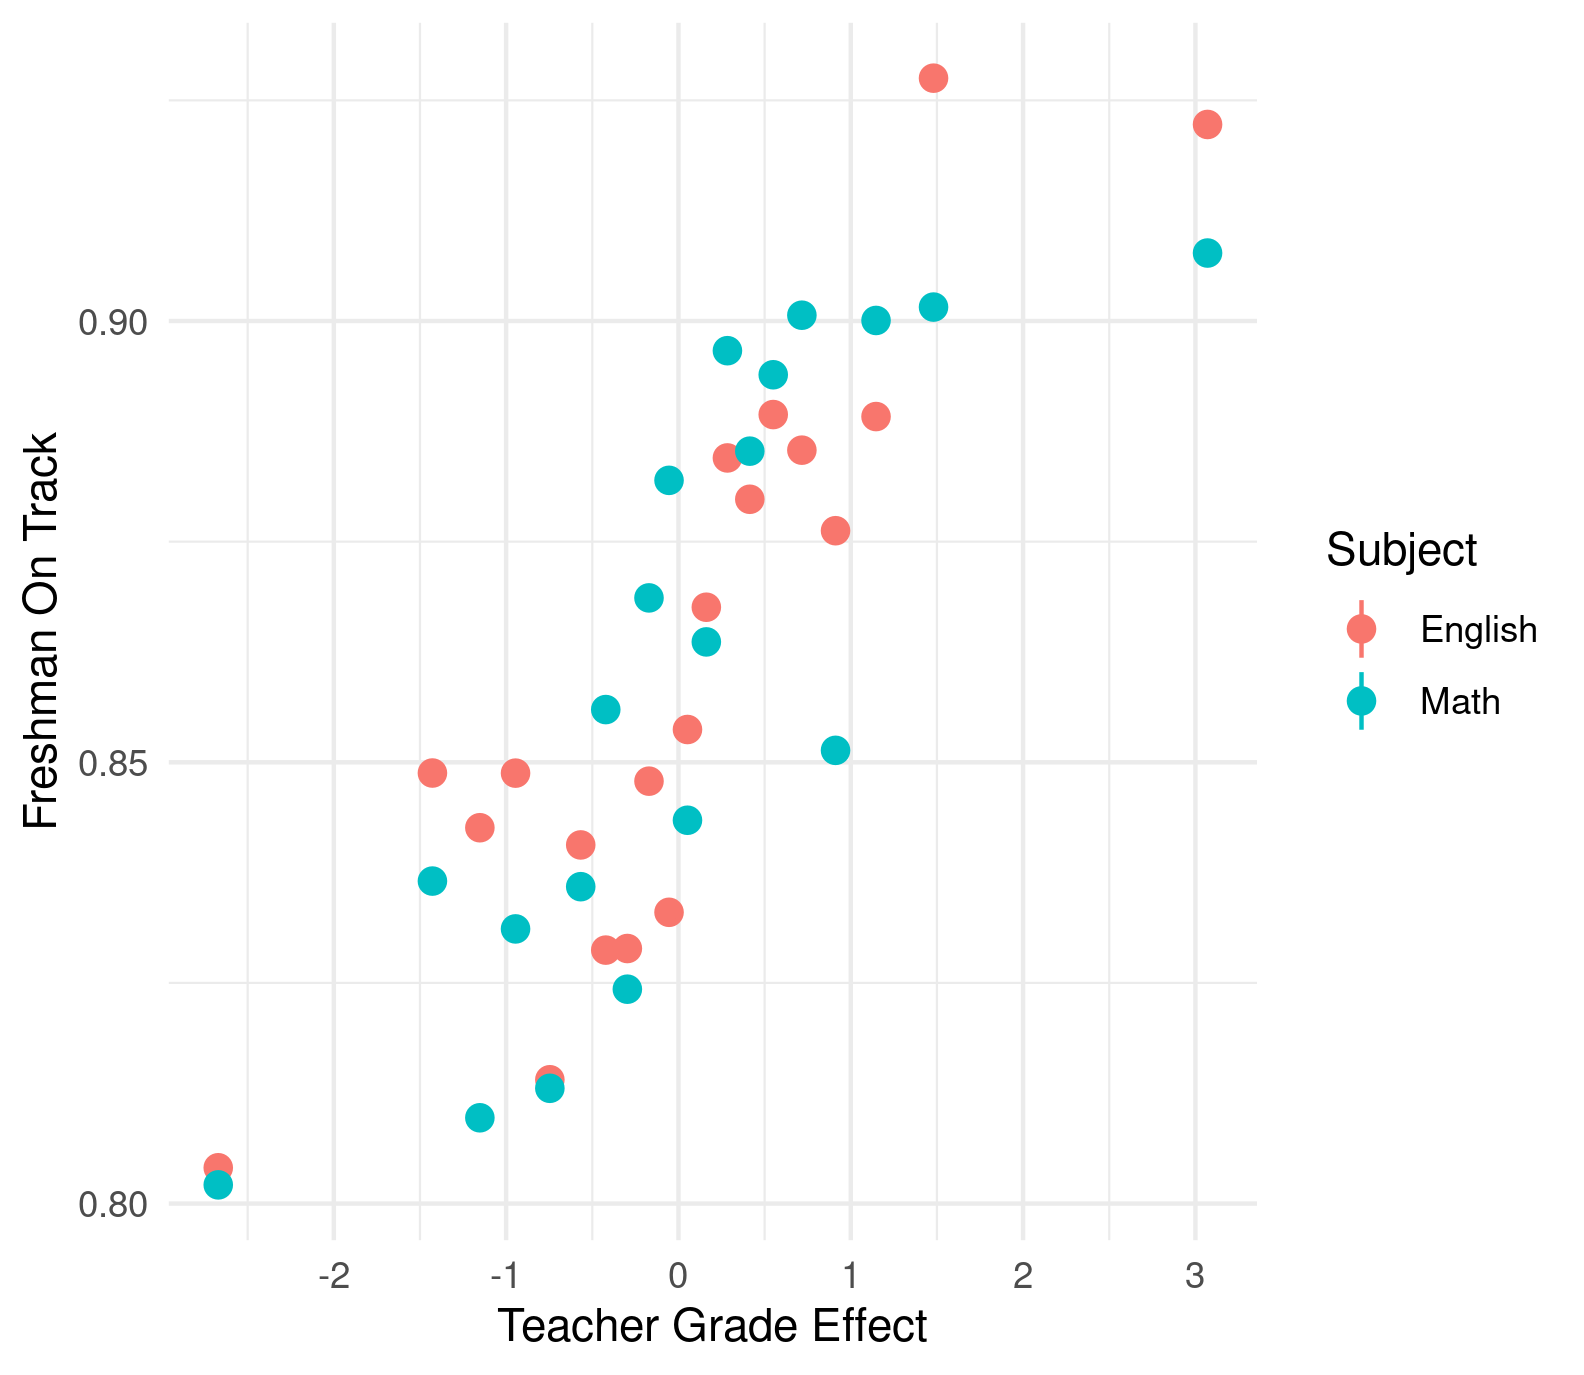 0.90
0.85
0.80
Freshman On Track
-2 -1 0 1 2 3
Teacher Grade Effect
Subject
English
Math